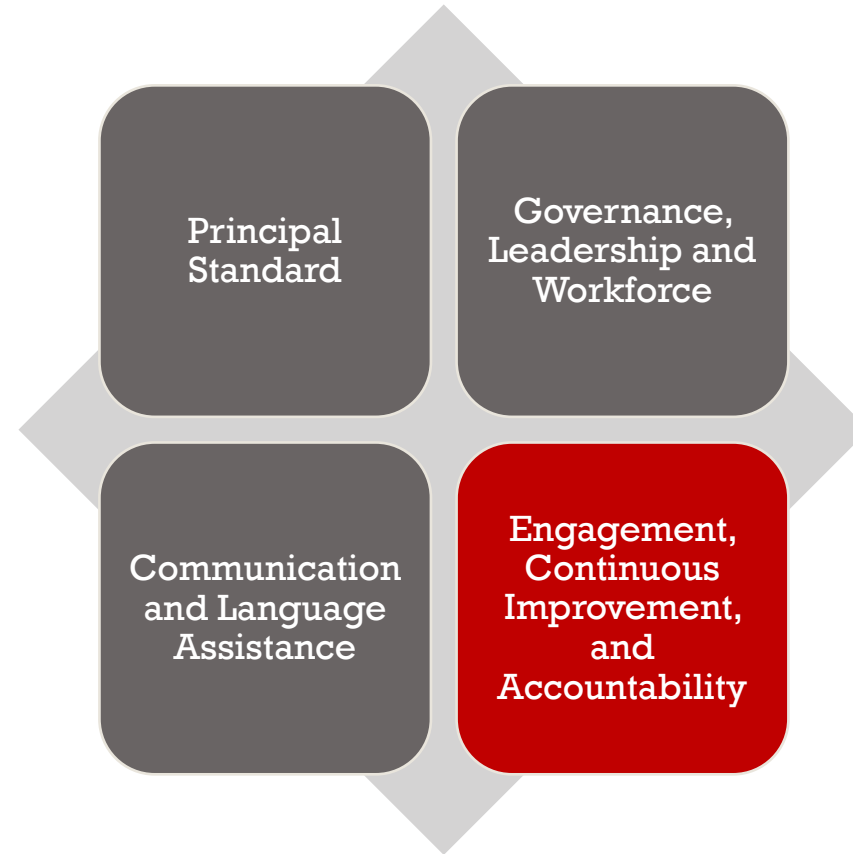 Principal
Standard
Governance,
Leadership and
Workforce
Communication
and Language
Assistance
Engagement,
Continuous
Improvement,
and
Accountability